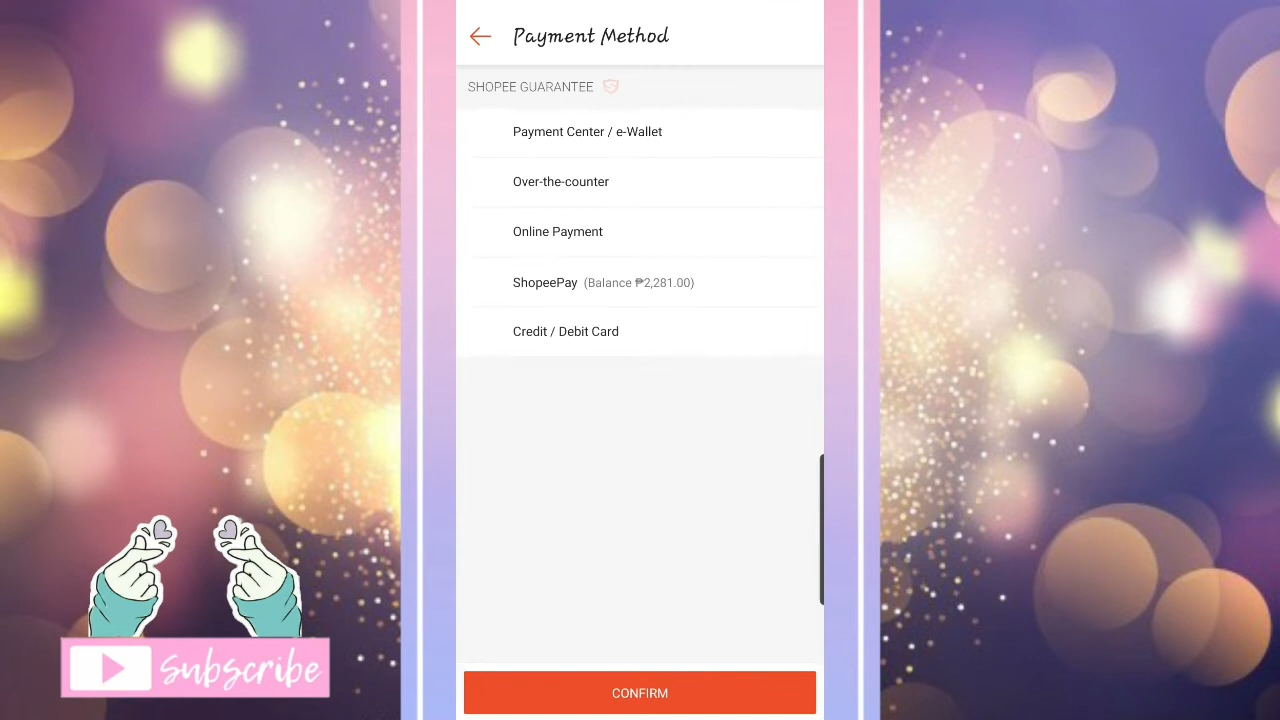 Payment Method
SHOPEE GUARANTEE
Payment Center / e-Wallet
Over-the-counter
Online Payment
ShopeePay (Balance ₱2,281.00)
Credit / Debit Card
CONFIRM
Subscribe